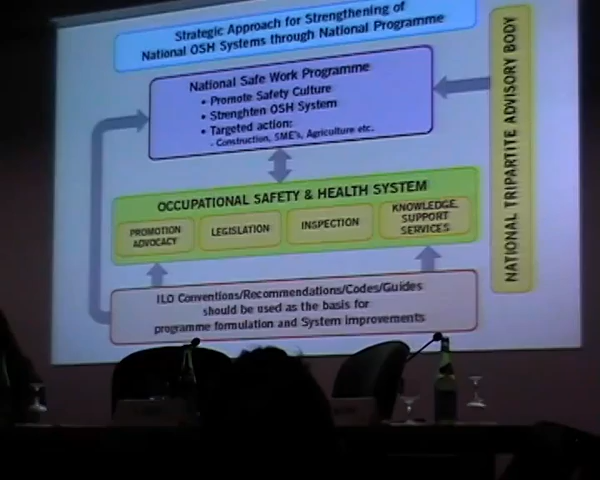 Strategic Approach for Strengthening of
National OSH Systems through National Programme
National Safe Work Programme
• Promote Safety Culture
• Strenghten OSH System
• Targeted action:
- Construction, SME's, Agriculture etc.
NATIONAL TRIPARTITE ADVISORY BODY
OCCUPATIONAL SAFETY & HEALTH SYSTEM
PROMOTION
ADVOCACY
LEGISLATION
INSPECTION
KNOWLEDGE,
SUPPORT
SERVICES
ILO Conventions/Recommendations/Codes/Guides
should be used as the basis for
programme formulation and System improvements